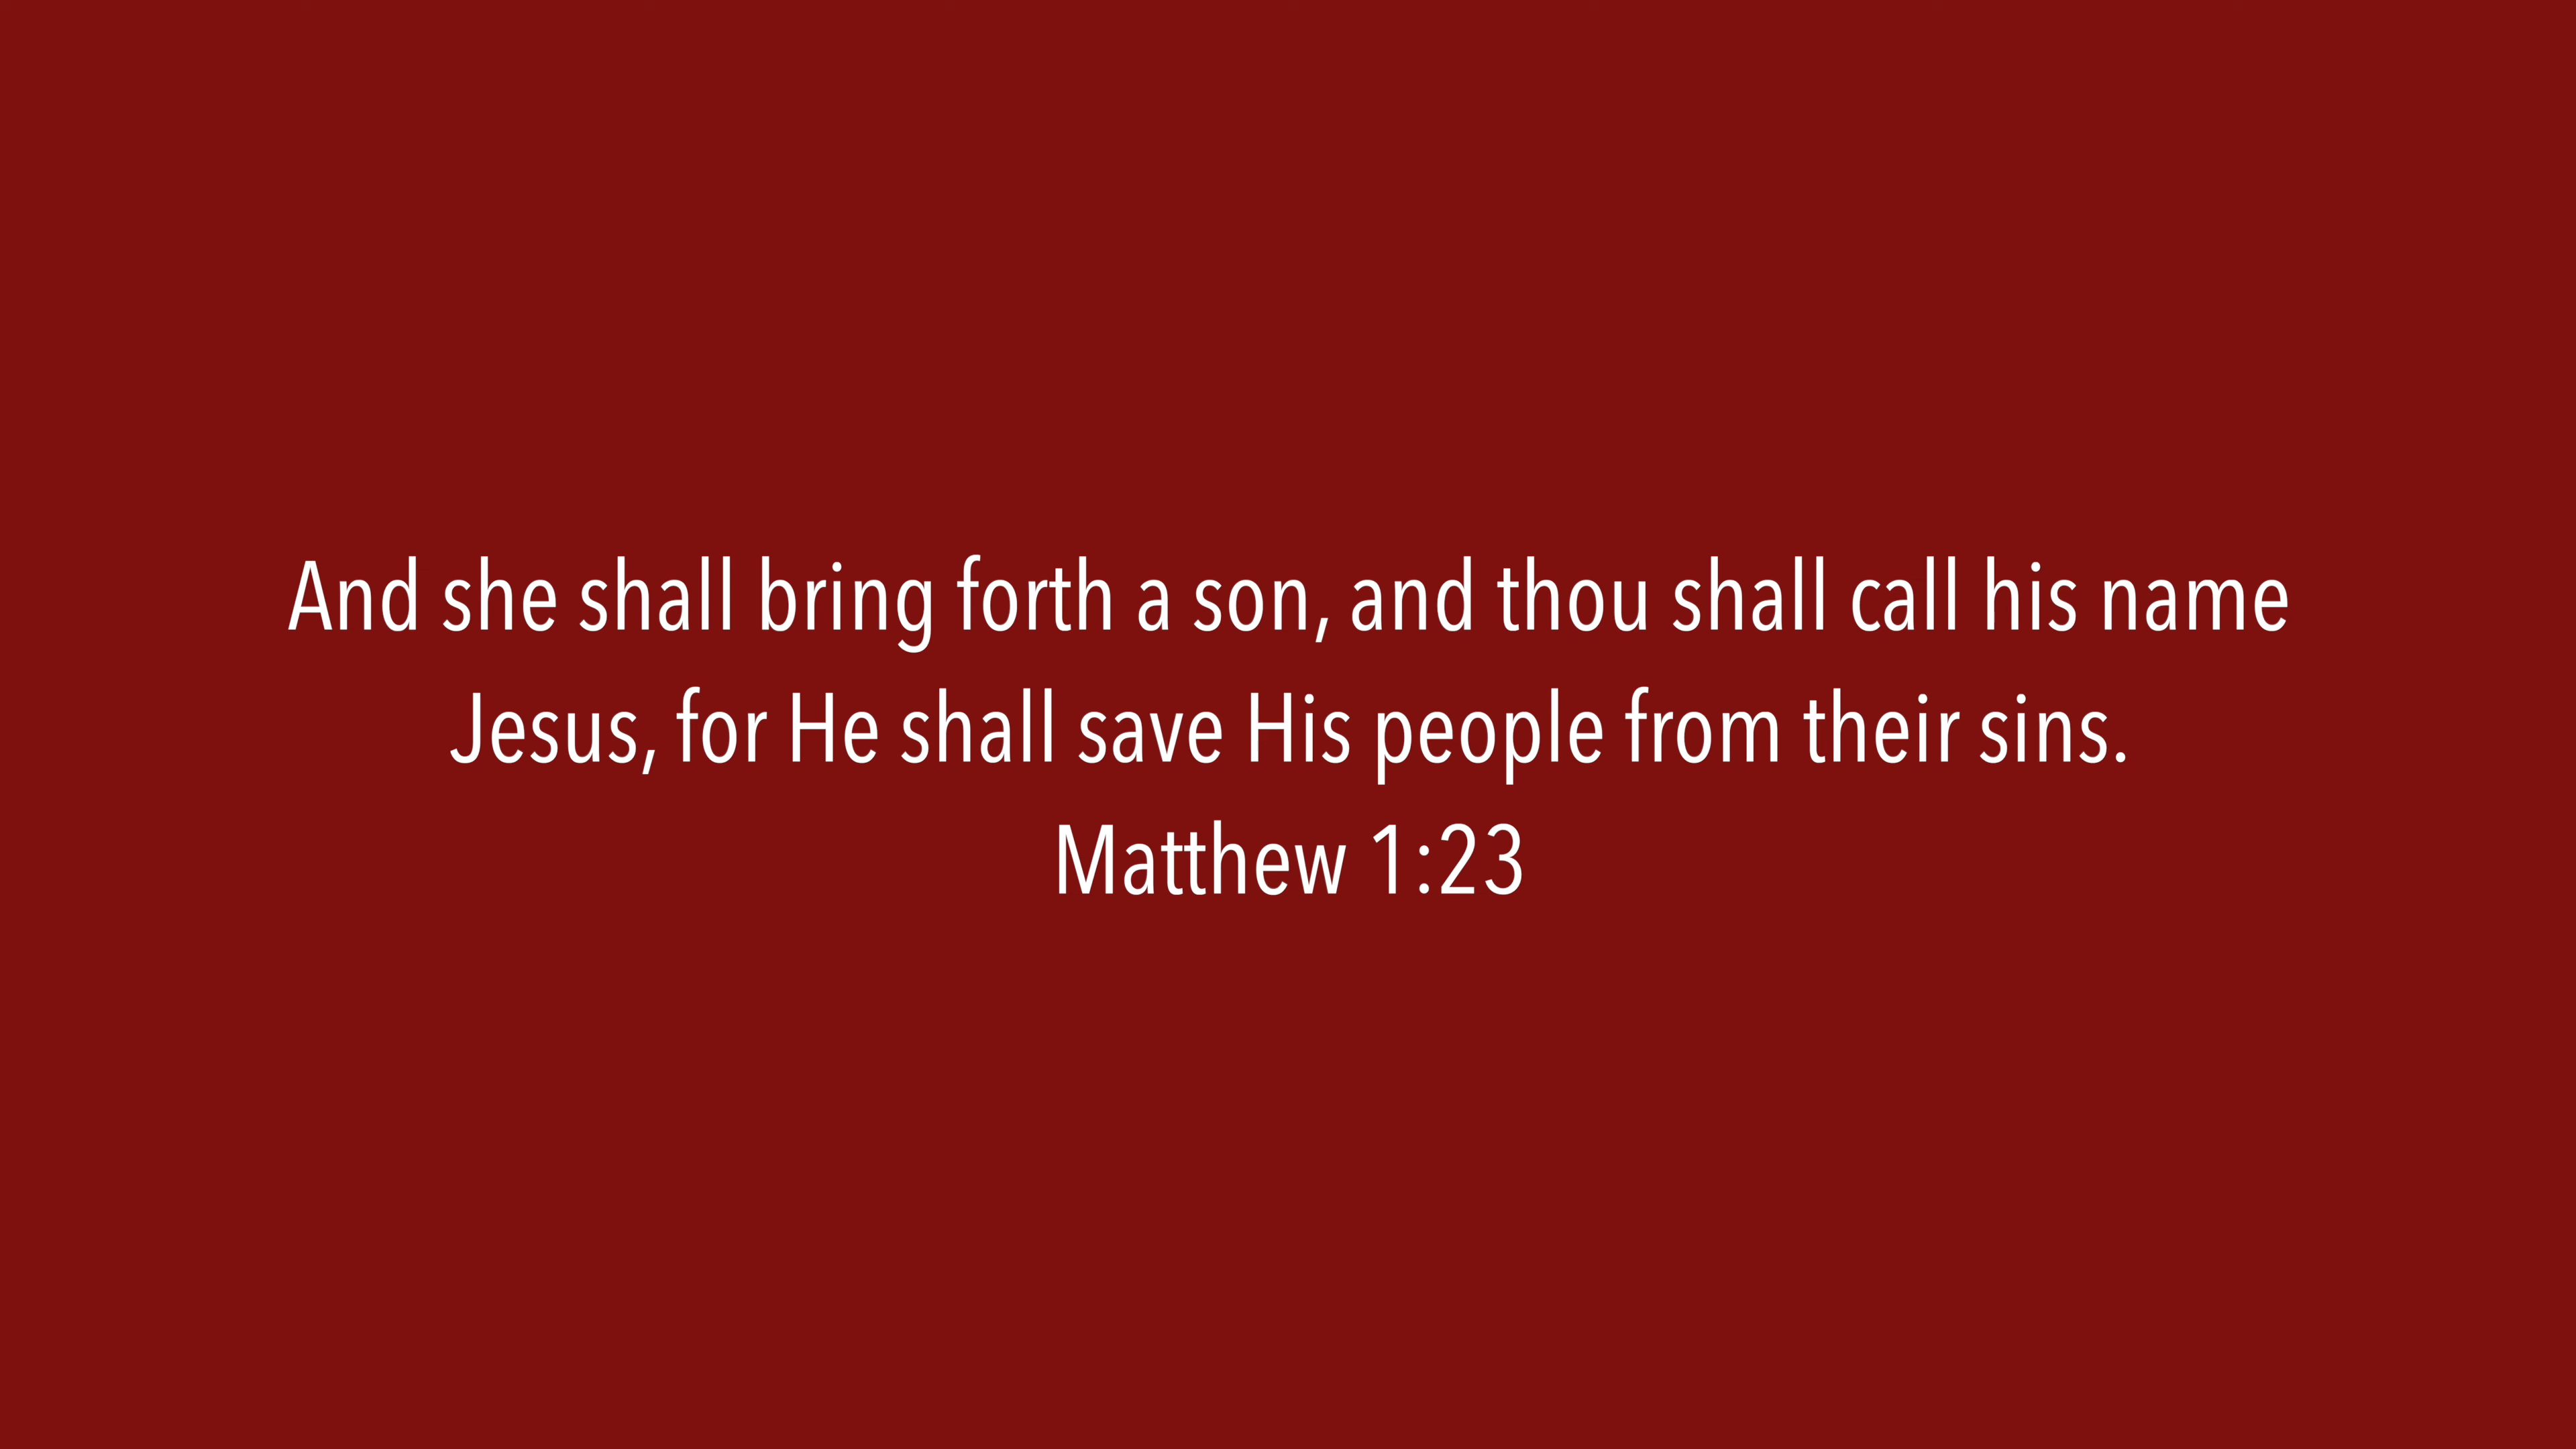 And she shall bring forth a son, and thou shall call his name
Jesus, for He shall save His people from their sins.
Matthew 1:23